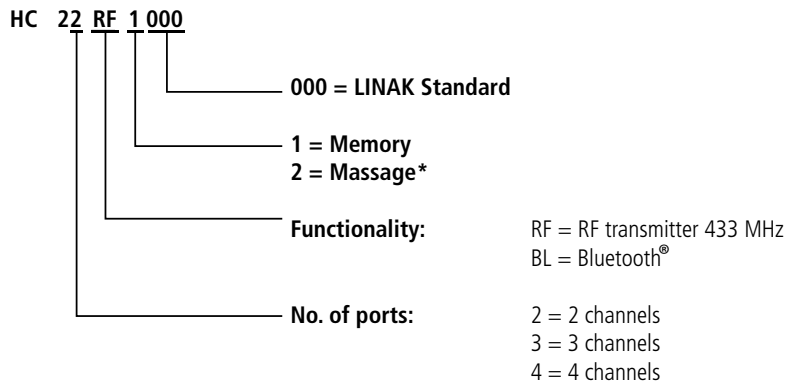 HC 22 RF 1 000
000 = LINAK Standard
1 = Memory
2 = Massage*
Functionality: RF = RF transmitter 433 MHz
BL = Bluetooth®
No. of ports: 2 = 2 channels
3 = 3 channels
4 = 4 channels